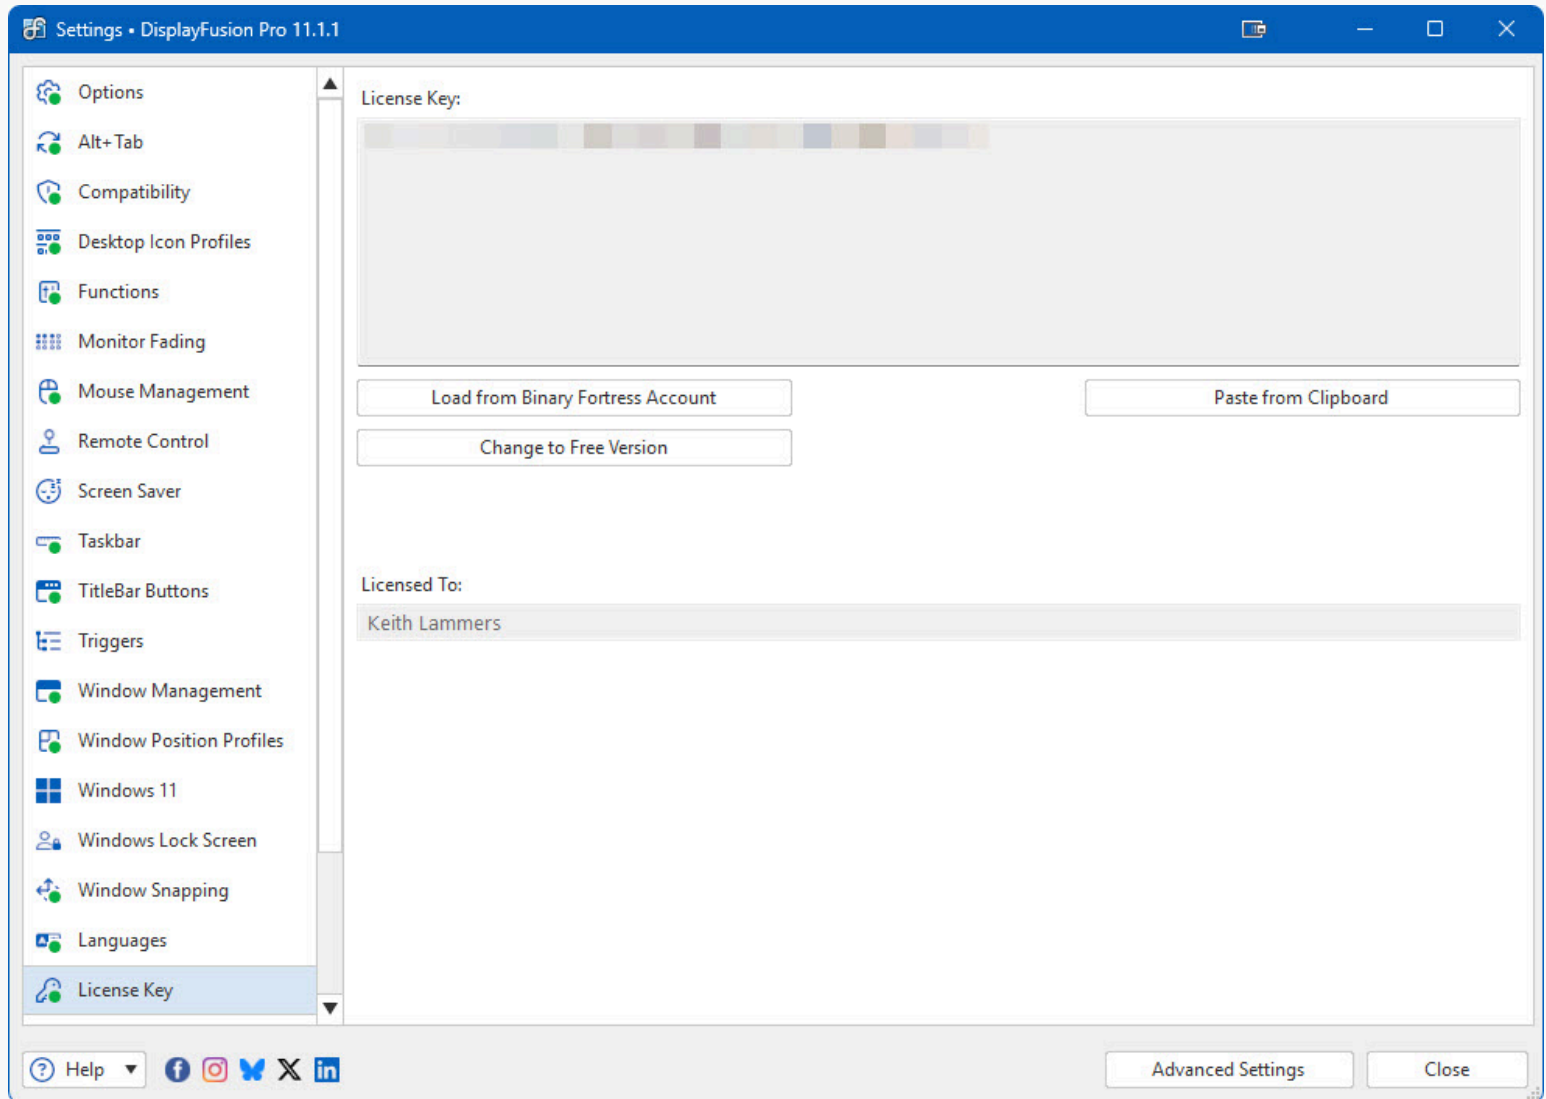 Settings • DisplayFusion Pro 11.1.1
Options
Alt+Tab
Compatibility
Desktop Icon Profiles
Functions
Monitor Fading
Mouse Management
Remote Control
Screen Saver
Taskbar
TitleBar Buttons
Triggers
Window Management
Window Position Profiles
Windows 11
Windows Lock Screen
Window Snapping
Languages
License Key
License Key:
Load from Binary Fortress Account
Paste from Clipboard
Change to Free Version
Licensed To:
Keith Lammers
Help
Advanced Settings
Close